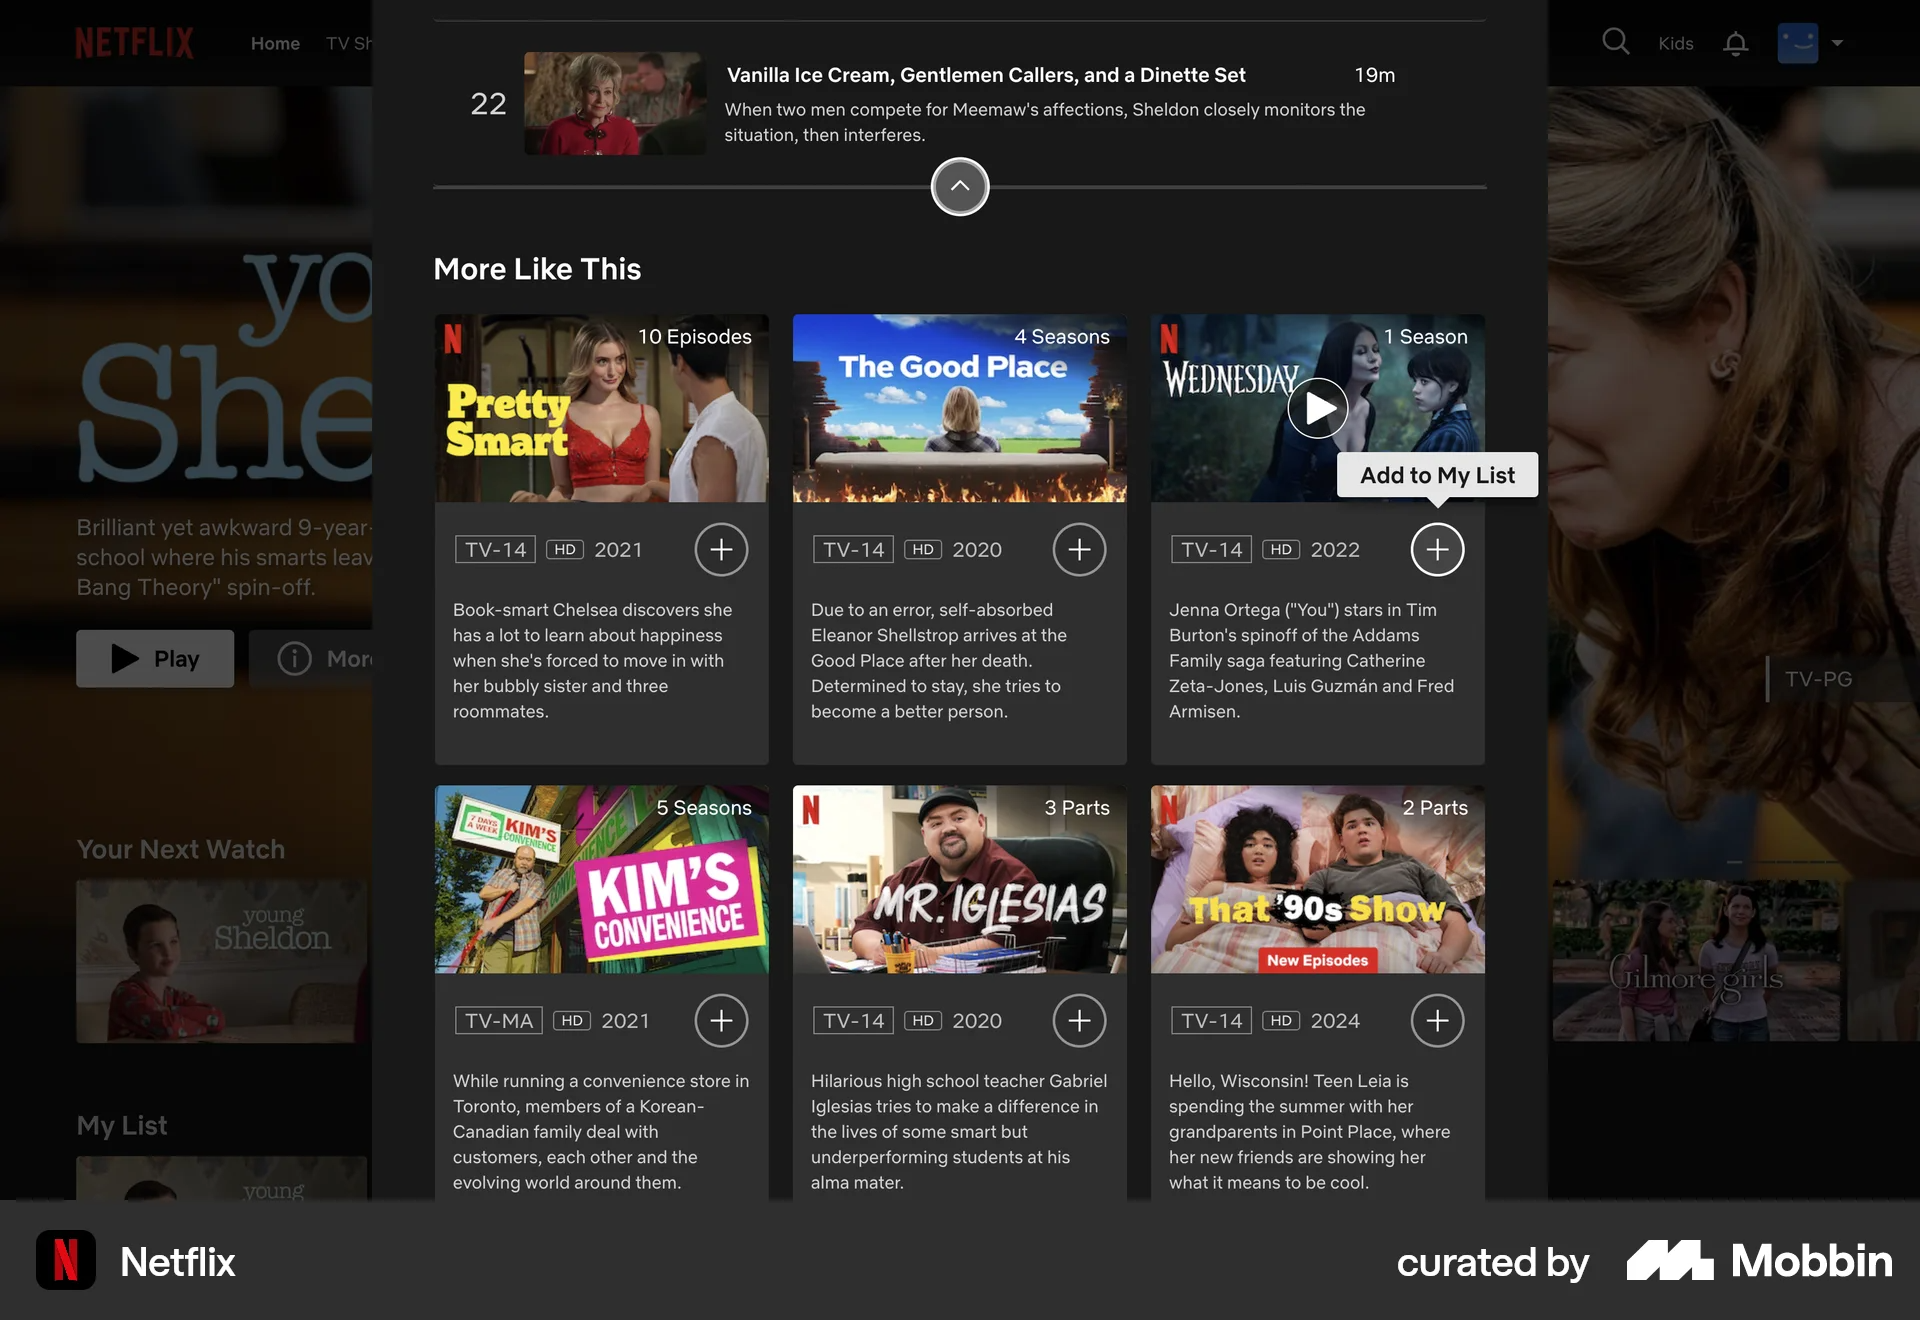 NETFLIX
Home
TV Sh
Kids
22
Vanilla Ice Cream, Gentlemen Callers, and a Dinette Set
19m
When two men compete for Meemaw's affections, Sheldon closely monitors the
situation, then interferes.
yo
She
Brilliant yet awkward 9-year-
school where his smarts leav
Bang Theory" spin-off.
Play
More
TV-PG
More Like This
N
10 Episodes
Pretty
Smart
TV-14
HD
2021
Book-smart Chelsea discovers she
has a lot to learn about happiness
when she's forced to move in with
her bubbly sister and three
roommates.
4 Seasons
The Good Place
TV-14
HD
2020
Due to an error, self-absorbed
Eleanor Shellstrop arrives at the
Good Place after her death.
Determined to stay, she tries to
become a better person.
N
1 Season
WEDNESDAY
Add to My List
TV-14
HD
2022
Jenna Ortega ("You") stars in Tim
Burton's spinoff of the Addams
Family saga featuring Catherine
Zeta-Jones, Luis Guzmán and Fred
Armisen.
5 Seasons
7 DAYS
A WEEK
KIM'S
CONVENIENCE
KIM'S
CONVENIENCE
TV-MA
HD
2021
While running a convenience store in
Toronto, members of a Korean-
Canadian family deal with
customers, each other and the
evolving world around them.
N
3 Parts
MR. IGLESIAS
TV-14
HD
2020
Hilarious high school teacher Gabriel
Iglesias tries to make a difference in
the lives of some smart but
underperforming students at his
alma mater.
N
2 Parts
That '90s Show
New Episodes
TV-14
HD
2024
Hello, Wisconsin! Teen Leia is
spending the summer with her
grandparents in Point Place, where
her new friends are showing her
what it means to be cool.
Your Next Watch
young
Sheldon
Gilmore girls
My List
young
N
Netflix
curated by
Mobbin